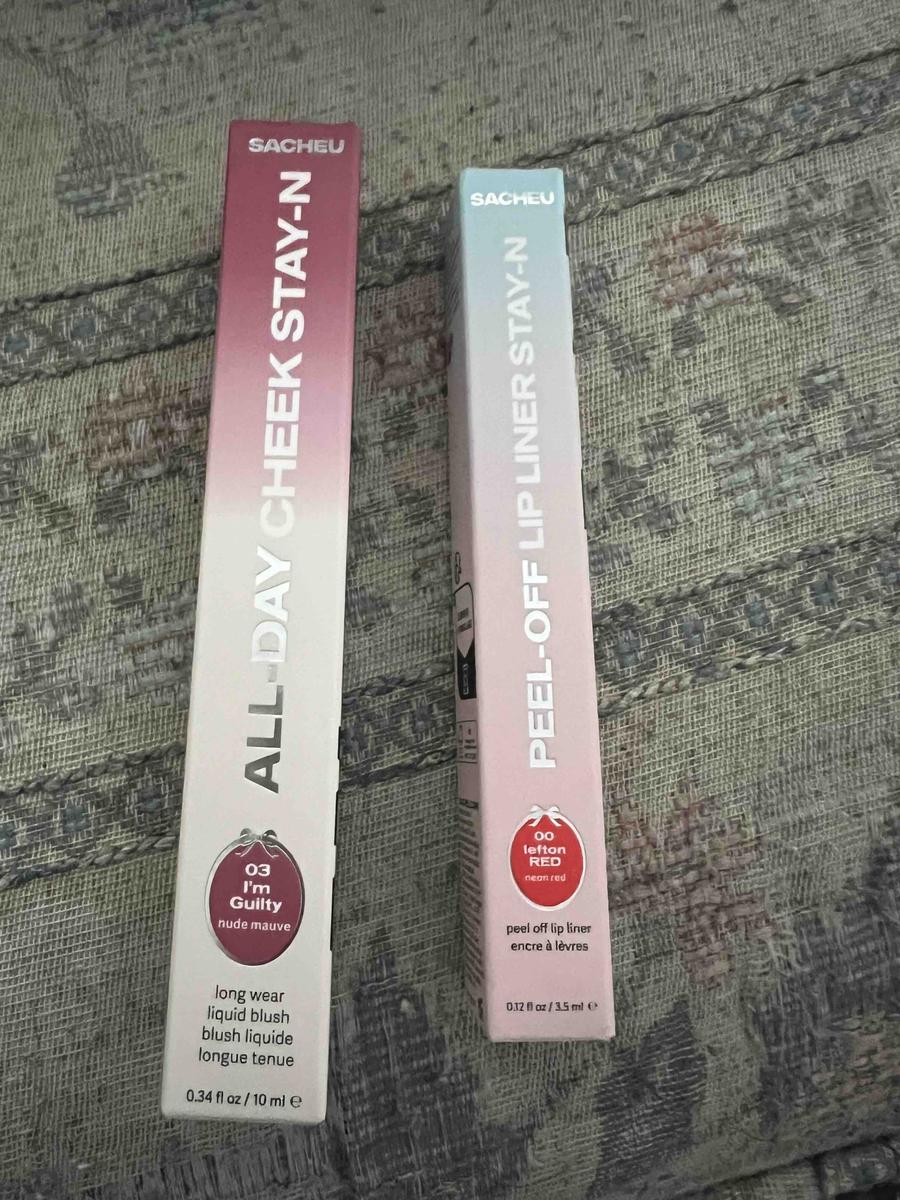 SACHEU
ALL-DAY CHEEK STAY-N
03
I'm
Guilty
nude mauve
long wear
liquid blush
blush liquide
longue tenue
0.34 fl oz / 10 ml ℮
SACHEU
PEEL-OFF LIP LINER STAY-N
00
lefton
RED
neon red
peel off lip liner
encre à lèvres
0.12 fl oz / 3.5 ml ℮